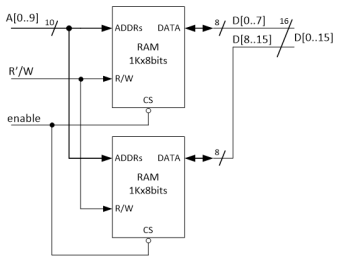 A[0..9]
10
ADDRs DATA
8
D[0..7]
16
RAM
1Kx8bits
D[8..15]
D[0..15]
R'/W
R/W
CS
enable
ADDRs DATA
8
RAM
1Kx8bits
R/W
CS